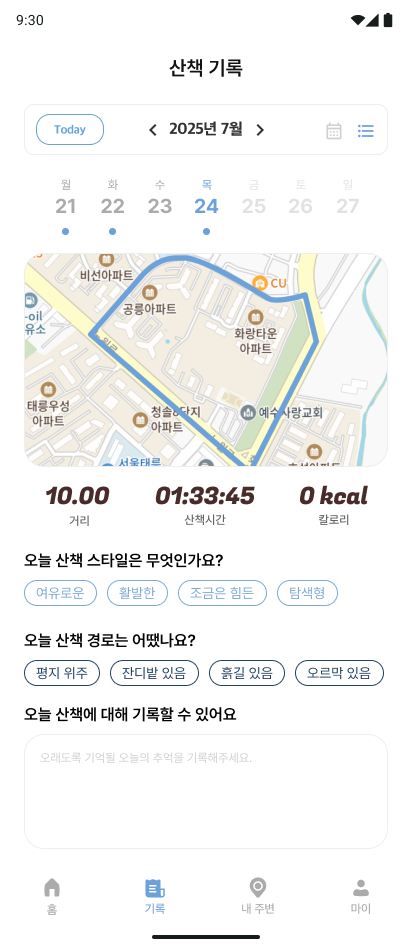 9:30
산책 기록
Today
2025년 7월
월 화 수 목 금 토 일
21 22 23 24 25 26 27
비선아파트
CU
-oil
유소
공릉아파트
화랑타운
아파트
태릉우성
아파트
청솔8단지
아파트
예수사랑교회
서울태릉
10.00 01:33:45 0 kcal
거리 산책시간 칼로리
오늘 산책 스타일은 무엇인가요?
여유로운 활발한 조금은 힘든 탐색형
오늘 산책 경로는 어땠나요?
평지 위주 잔디밭 있음 흙길 있음 오르막 있음
오늘 산책에 대해 기록할 수 있어요
오래도록 기억될 오늘의 추억을 기록해주세요.
홈 기록 내 주변 마이